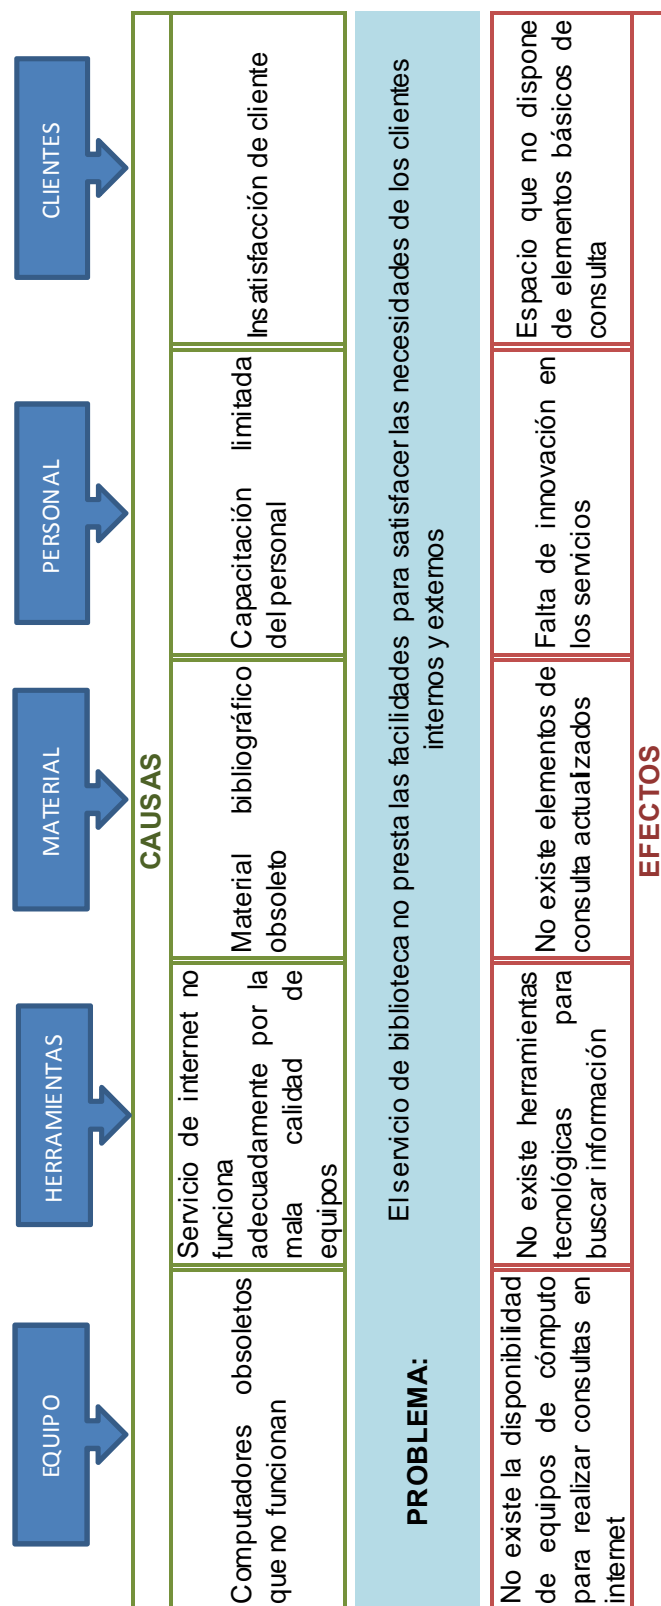 EQUIPO
HERRAMIENTAS
MATERIAL
PERSONAL
CLIENTES
CAUSAS
Computadores obsoletos
que no funcionan
Servicio de internet no
funciona
adecuadamente por la
mala calidad de
equipos
Material bibliográfico
obsoleto
Capacitación limitada
del personal
Insatisfacción de cliente
PROBLEMA:
El servicio de biblioteca no presta las facilidades para satisfacer las necesidades de los clientes
internos y externos
No existe la disponibilidad
de equipos de cómputo
para realizar consultas en
internet
No existe herramientas
tecnológicas para
buscar información
No existe elementos de
consulta actualizados
Falta de innovación en
los servicios
Espacio que no dispone
de elementos básicos de
consulta
EFECTOS